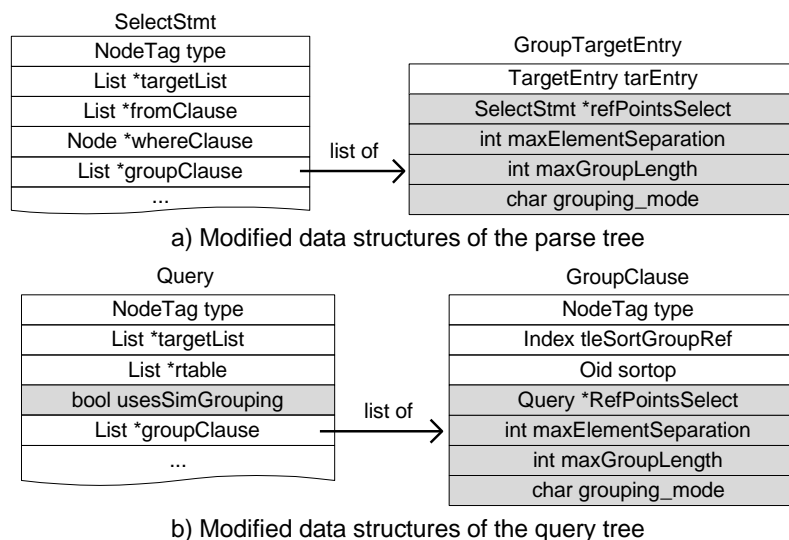 SelectStmt
NodeTag type
List *targetList
List *fromClause
Node *whereClause
List *groupClause
...
list of
GroupTargetEntry
TargetEntry tarEntry
SelectStmt *refPointsSelect
int maxElementSeparation
int maxGroupLength
char grouping_mode
a) Modified data structures of the parse tree
Query
NodeTag type
List *targetList
List *rtable
bool usesSimGrouping
List *groupClause
...
list of
GroupClause
NodeTag type
Index tleSortGroupRef
Oid sortop
Query *RefPointsSelect
int maxElementSeparation
int maxGroupLength
char grouping_mode
b) Modified data structures of the query tree